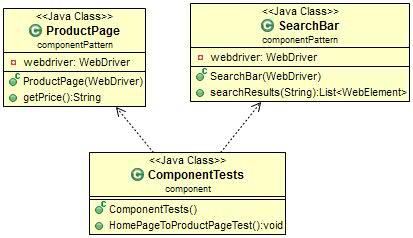 <<Java Class>>
ProductPage
componentPattern
webdriver: WebDriver
ProductPage(WebDriver)
getPrice():String
<<Java Class>>
SearchBar
componentPattern
webdriver: WebDriver
SearchBar(WebDriver)
searchResults(String):List<WebElement>
<<Java Class>>
ComponentTests
component
ComponentTests()
HomePageToProductPageTest():void